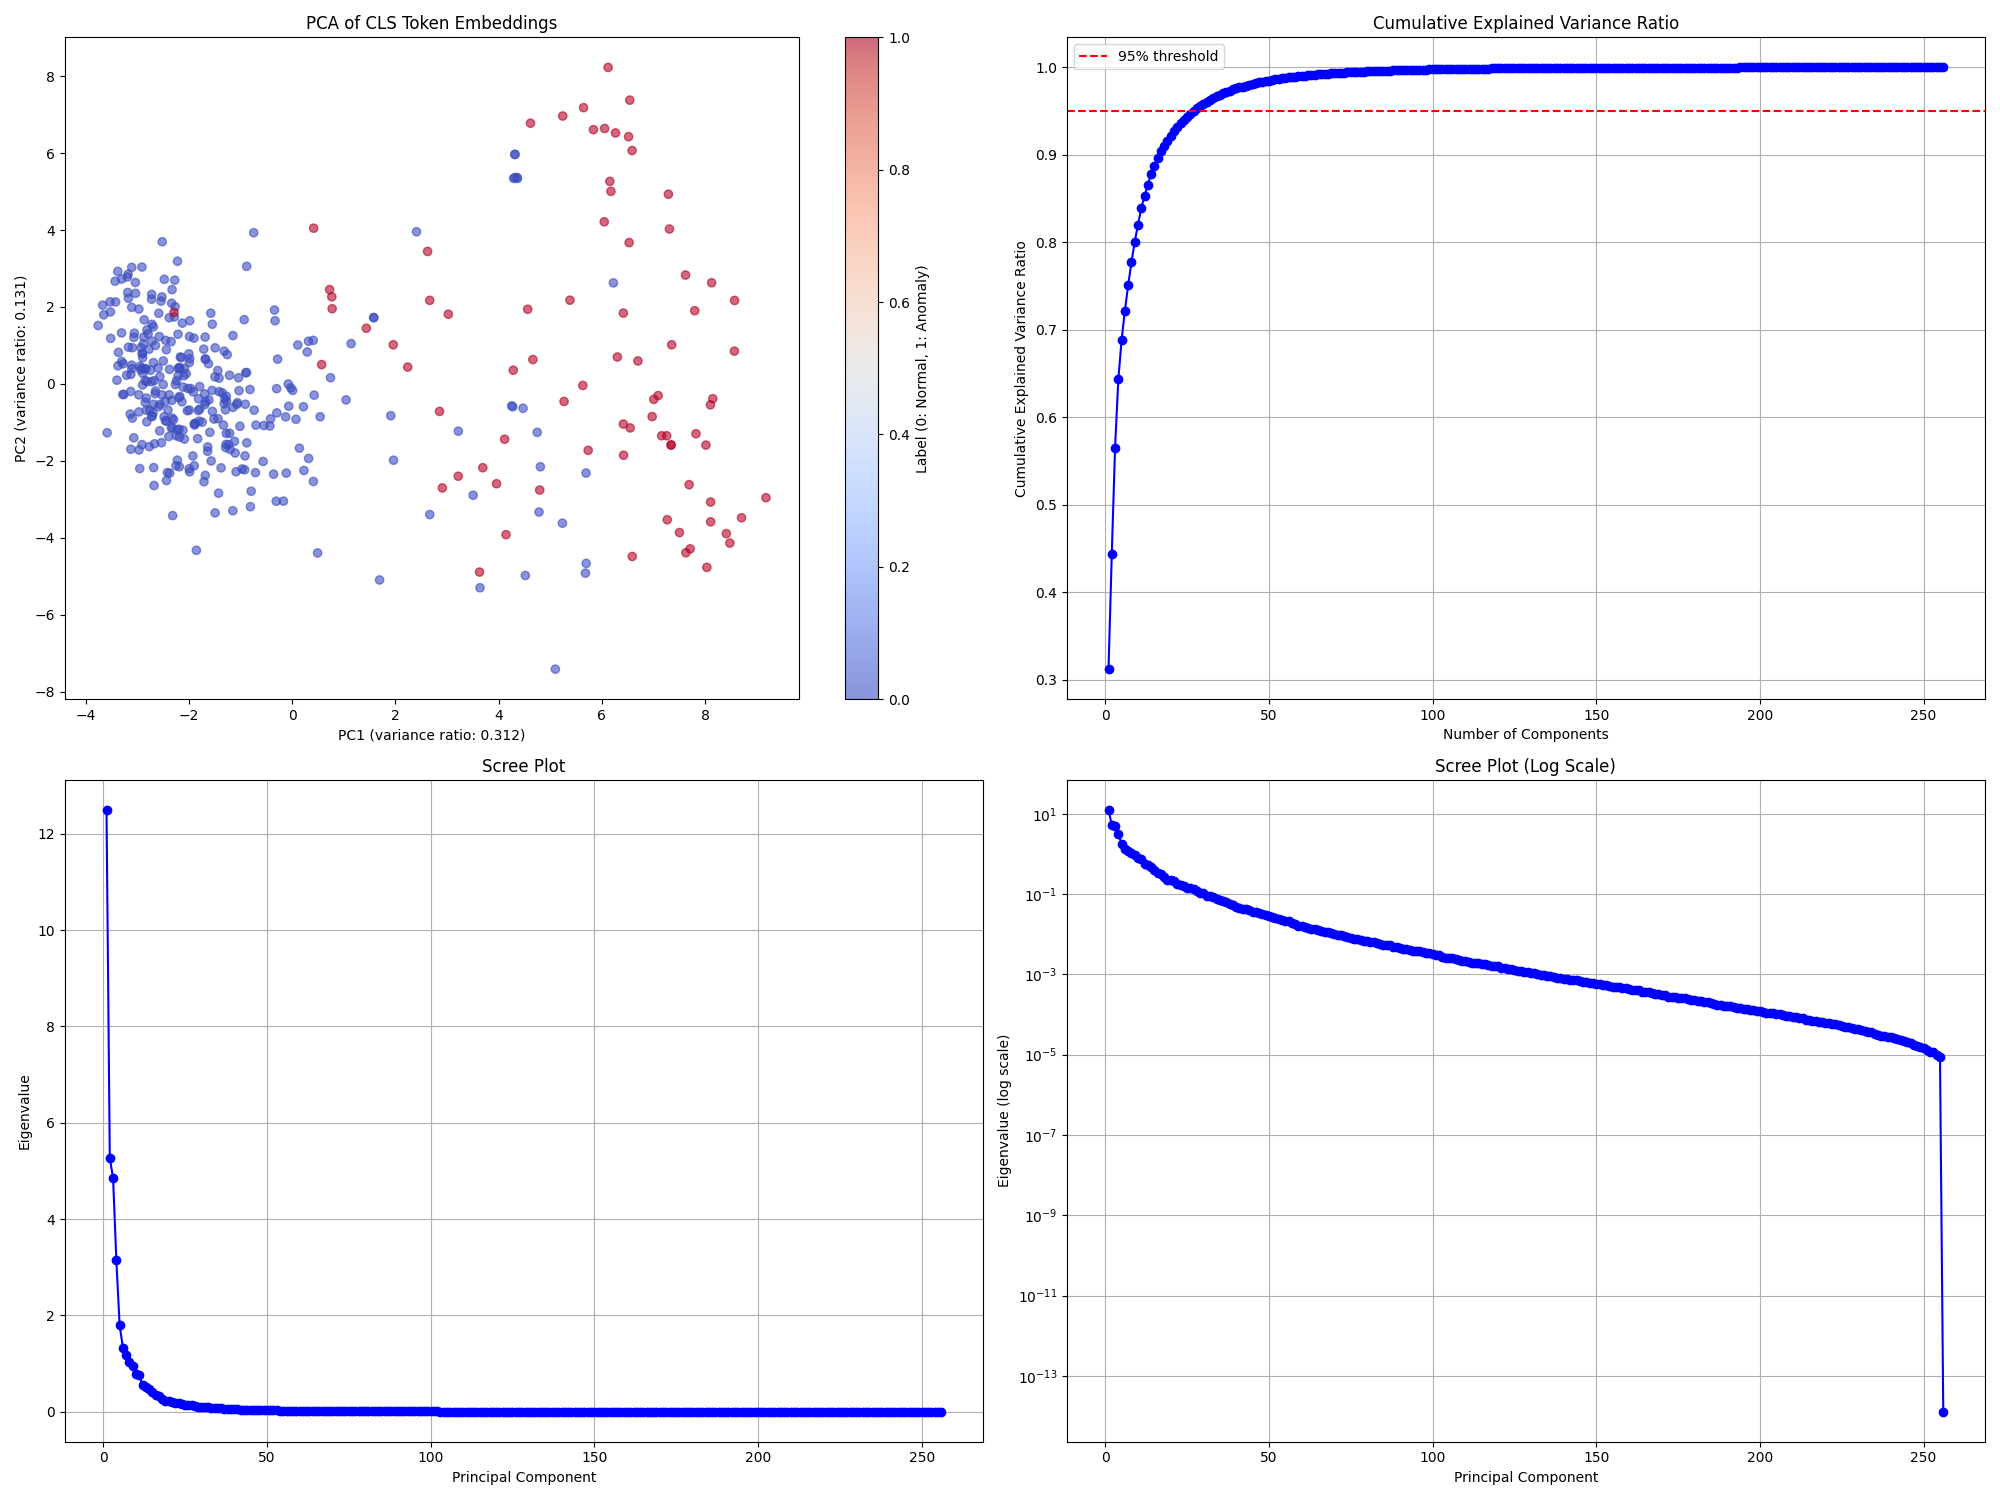 PCA of CLS Token Embeddings
8
6
4
2
0
−2
−4
−6
−8
PC2 (variance ratio: 0.131)
−4 −2 0 2 4 6 8
PC1 (variance ratio: 0.312)
1.0
0.8
0.6
0.4
0.2
0.0
Label (0: Normal, 1: Anomaly)
Cumulative Explained Variance Ratio
95% threshold
1.0
0.9
0.8
0.7
0.6
0.5
0.4
0.3
Cumulative Explained Variance Ratio
0 50 100 150 200 250
Number of Components
Scree Plot
12
10
8
6
4
2
0
Eigenvalue
0 50 100 150 200 250
Principal Component
Scree Plot (Log Scale)
10¹
10⁻¹
10⁻³
10⁻⁵
10⁻⁷
10⁻⁹
10⁻¹¹
10⁻¹³
Eigenvalue (log scale)
0 50 100 150 200 250
Principal Component